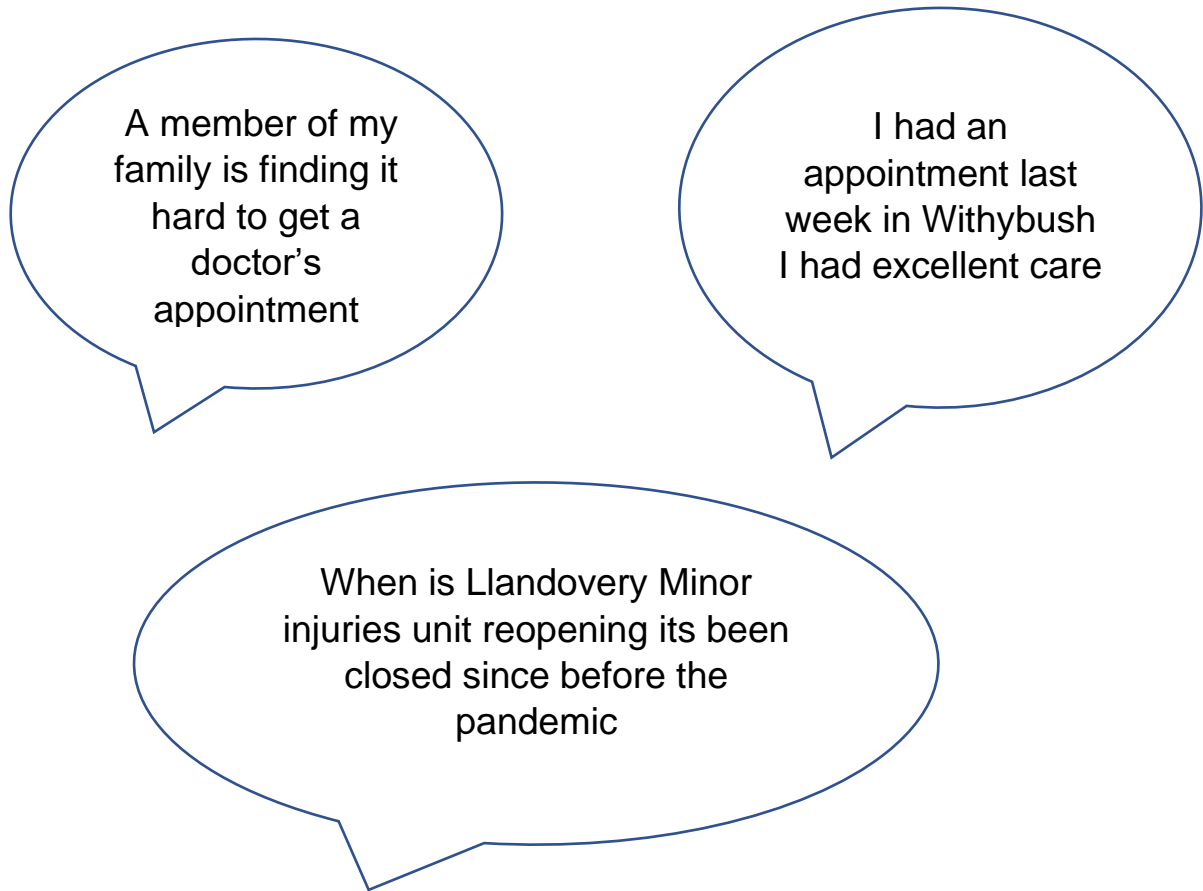 A member of my
family is finding it
hard to get a
doctor’s
appointment
I had an
appointment last
week in Withybush
I had excellent care
When is Llandovery Minor
injuries unit reopening its been
closed since before the
pandemic